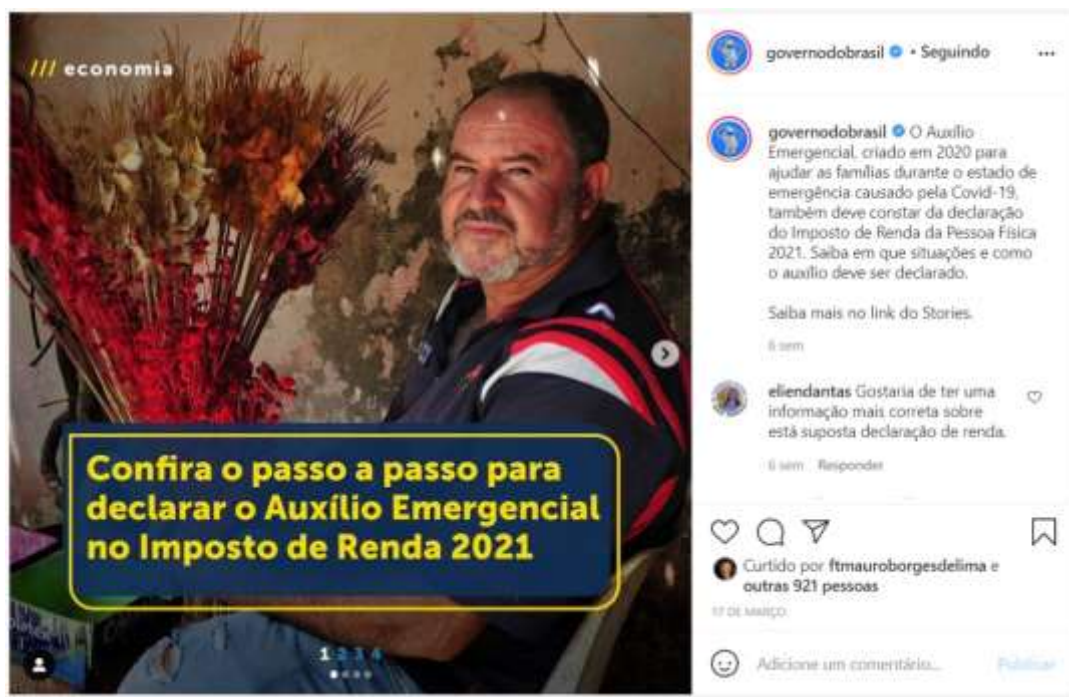 /// economia
Confira o passo a passo para
declarar o Auxílio Emergencial
no Imposto de Renda 2021
1 2 3 4
governodobrasil • Seguindo
governodobrasil O Auxílio
Emergencial, criado em 2020 para
ajudar as famílias durante o estado de
emergência causado pela Covid-19,
também deve constar da declaração
do Imposto de Renda da Pessoa Física
2021. Saiba em que situações e como
o auxílio deve ser declarado.
Saiba mais no link do Stories.
6 sem
eliendantas Gostaria de ter uma
informação mais correta sobre
está suposta declaração de renda.
6 sem Responder
Curtido por ftmauroborgesdelima e
outras 921 pessoas
17 DE MARÇO
Adicione um comentário... Publicar